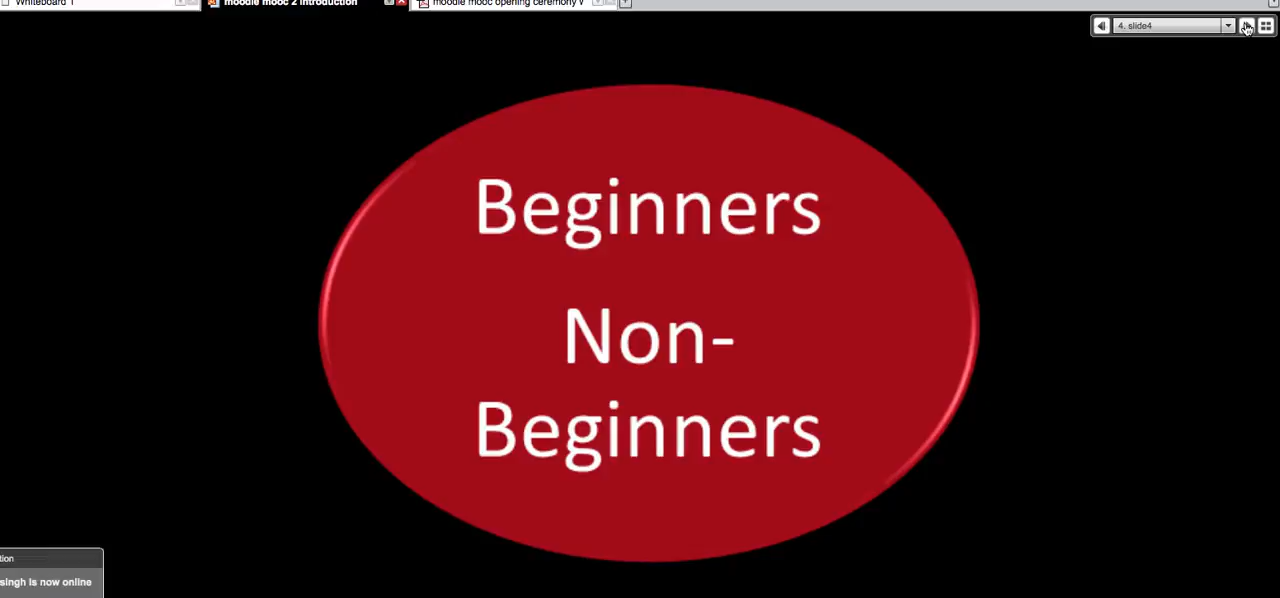 Whiteboard 1
moodle mooc 2 introduction
moodle mooc opening ceremony
4. slide4
Beginners
Non-
Beginners
singh is now online